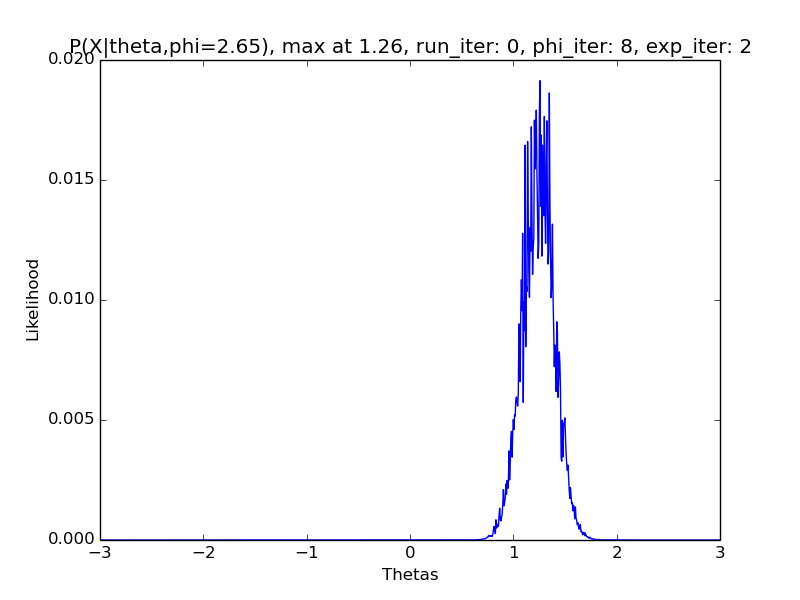 P(X|theta,phi=2.65), max at 1.26, run_iter: 0, phi_iter: 8, exp_iter: 2
0.020
0.015
0.010
0.005
0.000
Likelihood
−3 −2 −1 0 1 2 3
Thetas